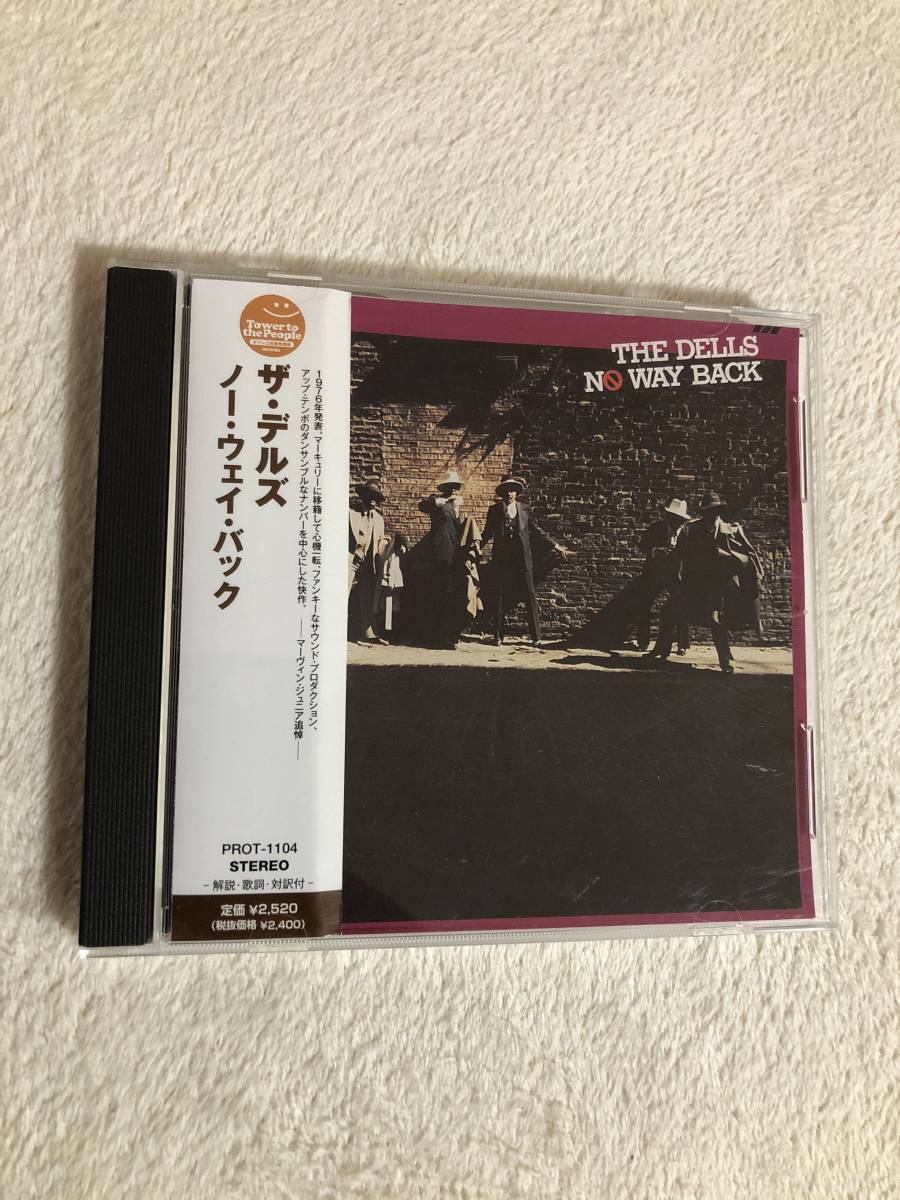 Tower to
the People
ザ・デルズ
ノー・ウェイ・バック
1976年発表、マーキュリーに移籍して心機一転、ファンキーなサウンド・プロダクション、
アップ・テンポのダンサンブルなナンバーを中心にした快作。 ――マーヴィン・ジュニア追悼――
PROT-1104
STEREO
- 解説・歌詞・対訳付 -
定価 ¥2,520
(税抜価格 ¥2,400)
THE DELLS
NO WAY BACK